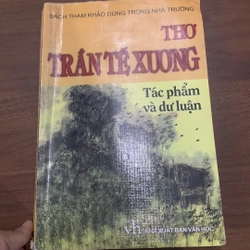 SÁCH THAM KHẢO DÙNG TRONG NHÀ TRƯỜNG
THƠ
TRẦN TẾ XƯƠNG
Tác phẩm
và dư luận
VH NHÀ XUẤT BẢN VĂN HỌC